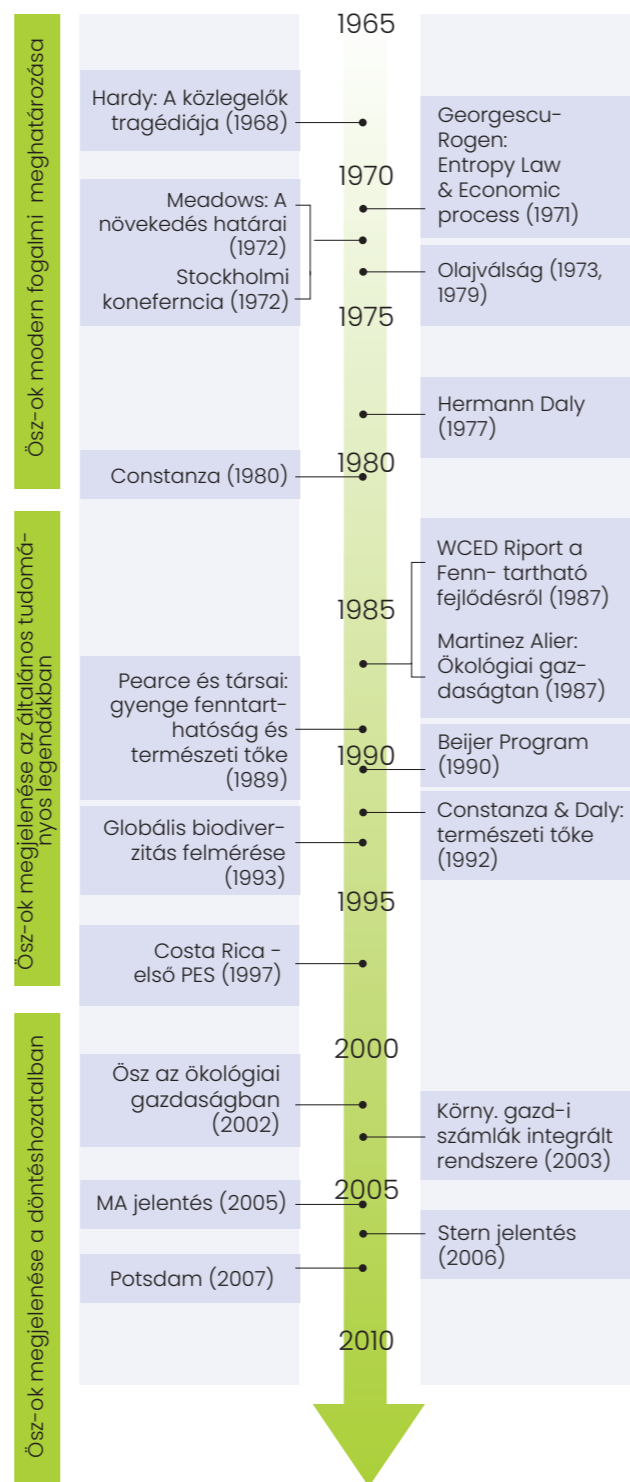 Ösz-ok modern fogalmi meghatározása
Ösz-ok megjelenése az általános tudomá-
nyos legendákban
Ösz-ok megjelenése a döntéshozatalban
1965
Hardy: A közlegelők
tragédiája (1968)
Georgescu-
Rogen:
Entropy Law
& Economic
process (1971)
1970
Meadows: A
növekedés határai
(1972)
Stockholmi
koneferncia (1972)
Olajválság (1973,
1979)
1975
Hermann Daly
(1977)
1980
Constanza (1980)
WCED Riport a
Fenn- tartható
fejlődésről (1987)
1985
Martinez Alier:
Ökológiai gaz-
daságtan (1987)
Pearce és társai:
gyenge fenntart-
hatóság és
természeti tőke
(1989)
1990
Beijer Program
(1990)
Constanza & Daly:
természeti tőke
(1992)
Globális biodiver-
zitás felmérése
(1993)
1995
Costa Rica -
első PES (1997)
2000
Ösz az ökológiai
gazdaságban
(2002)
Körny. gazd-i
számlák integrált
rendszere (2003)
2005
MA jelentés (2005)
Stern jelentés
(2006)
Potsdam (2007)
2010